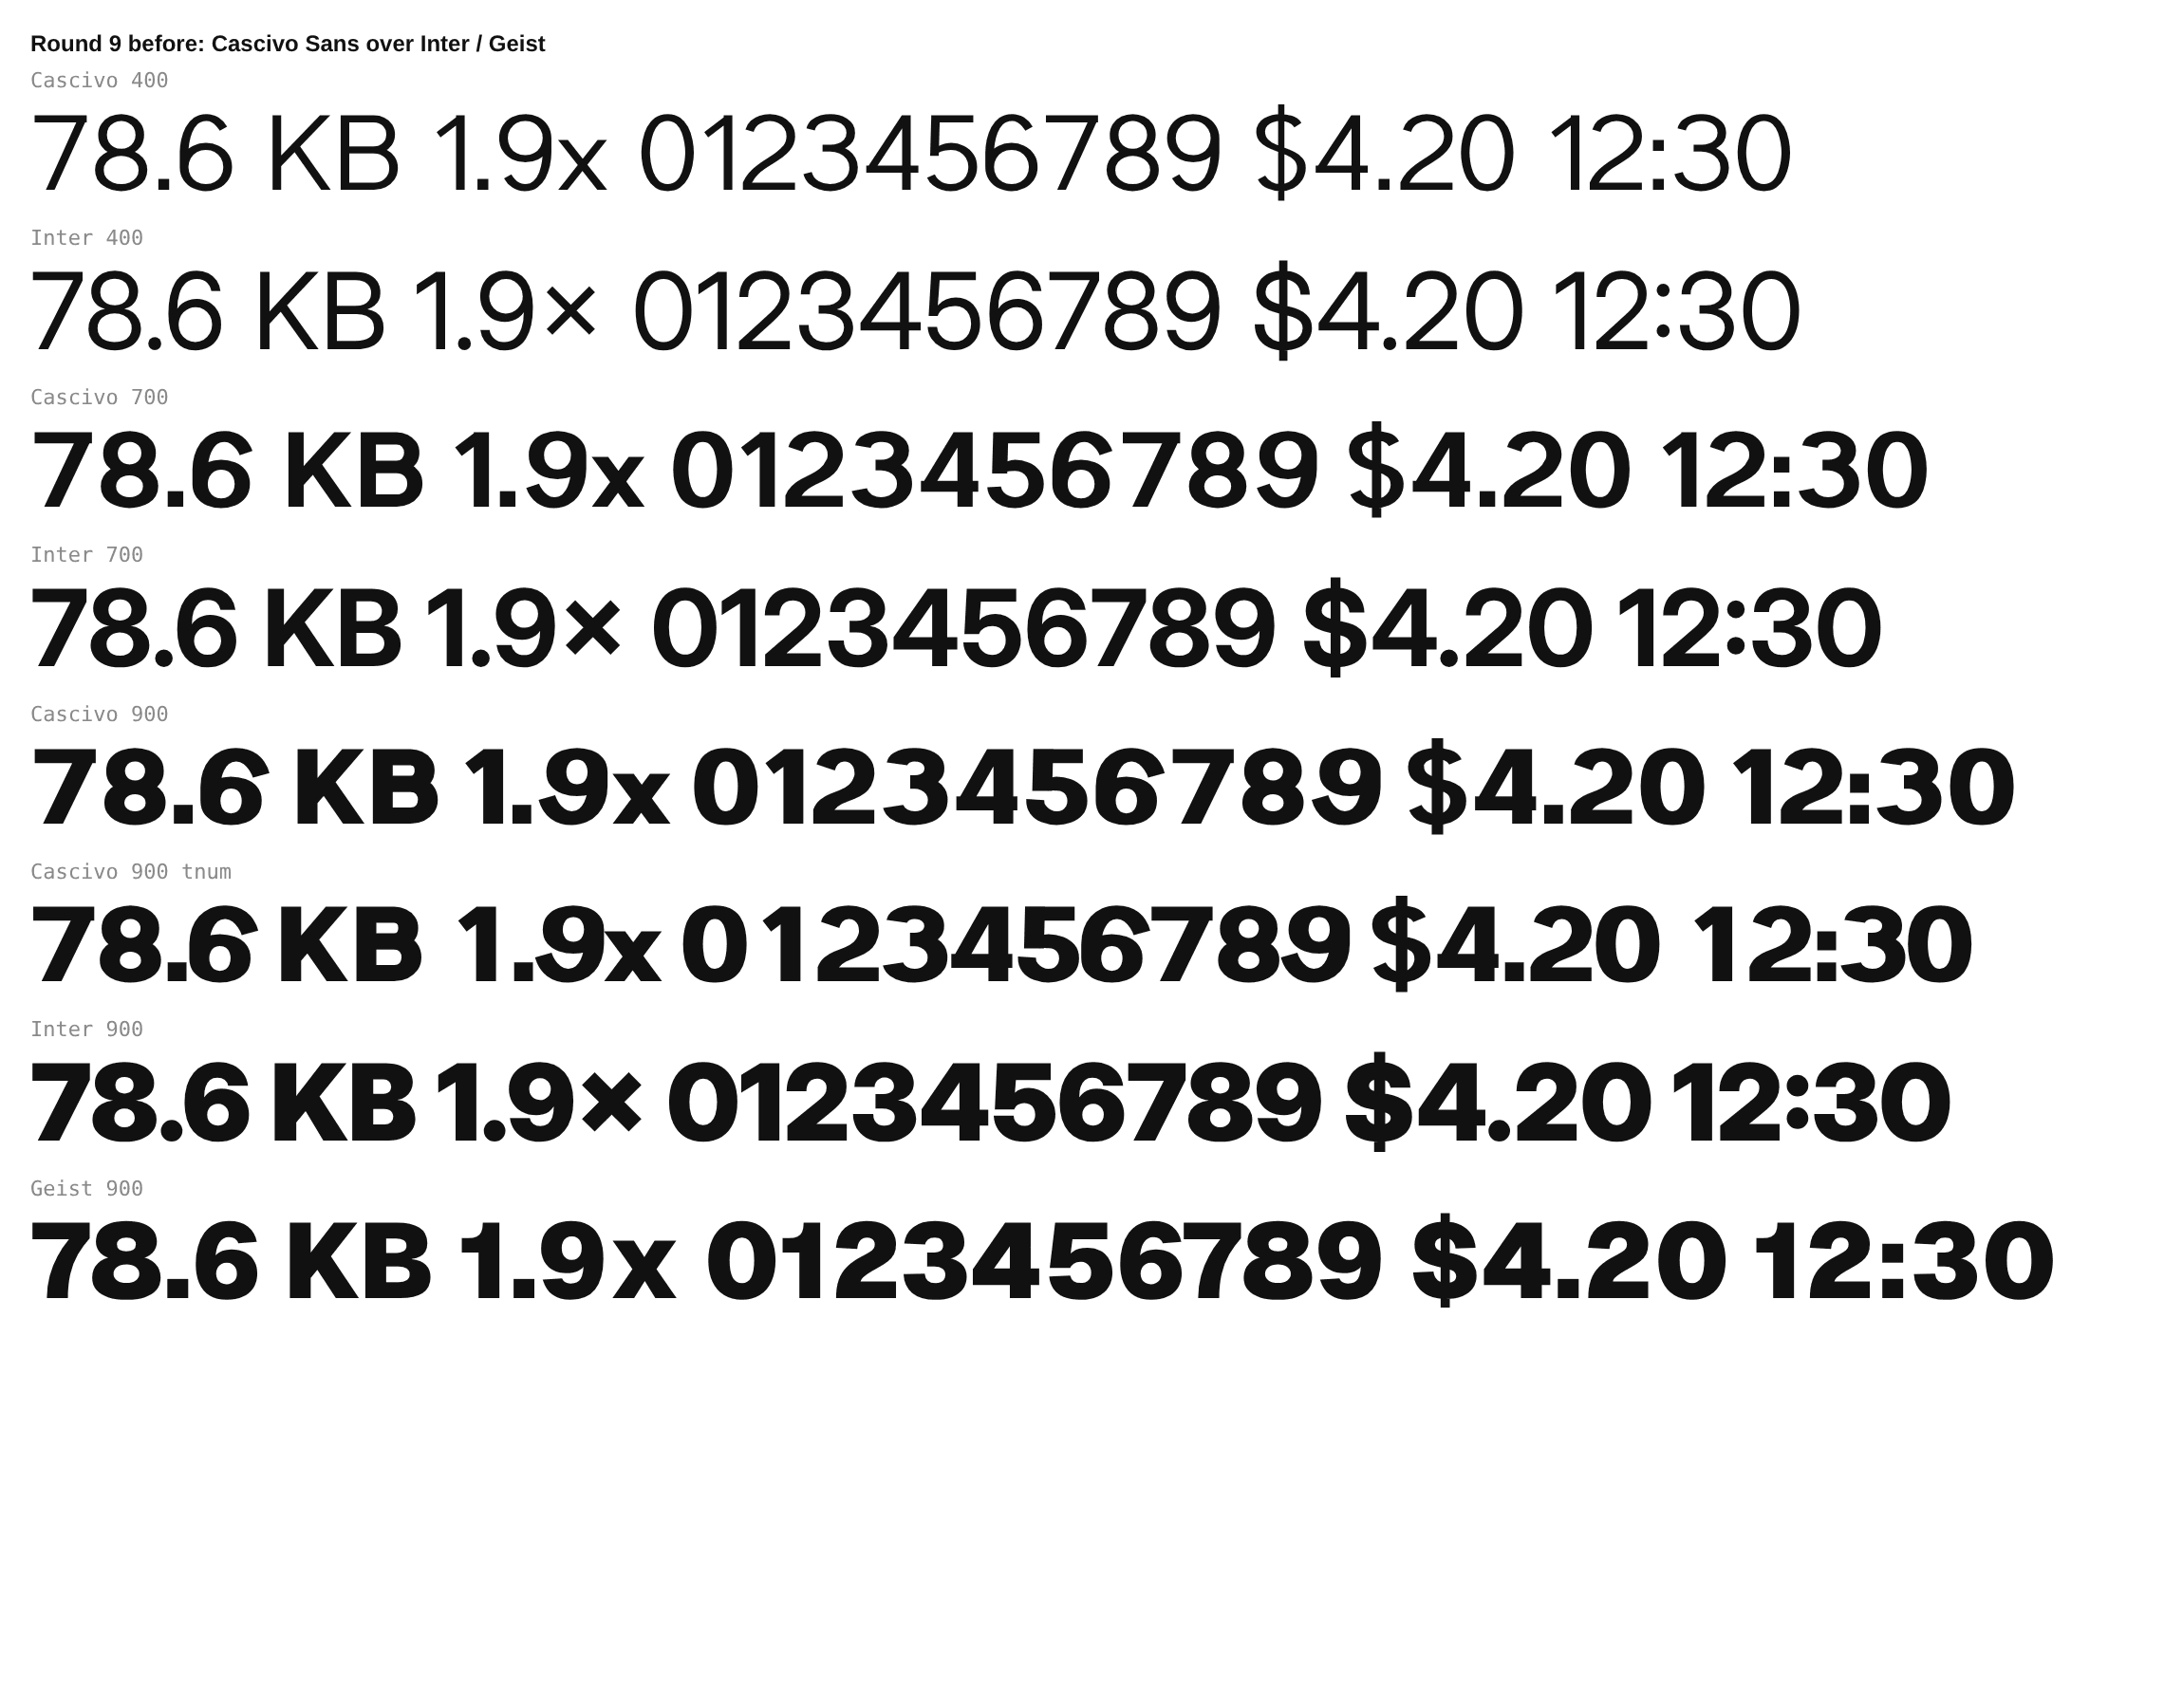 Round 9 before: Cascivo Sans over Inter / Geist
Cascivo 400
78.6 KB 1.9x 0123456789 $4.20 12:30
Inter 400
78.6 KB 1.9× 0123456789 $4.20 12:30
Cascivo 700
78.6 KB 1.9x 0123456789 $4.20 12:30
Inter 700
78.6 KB 1.9× 0123456789 $4.20 12:30
Cascivo 900
78.6 KB 1.9x 0123456789 $4.20 12:30
Cascivo 900 tnum
78.6 KB 1.9x 0123456789 $4.20 12:30
Inter 900
78.6 KB 1.9× 0123456789 $4.20 12:30
Geist 900
78.6 KB 1.9x 0123456789 $4.20 12:30